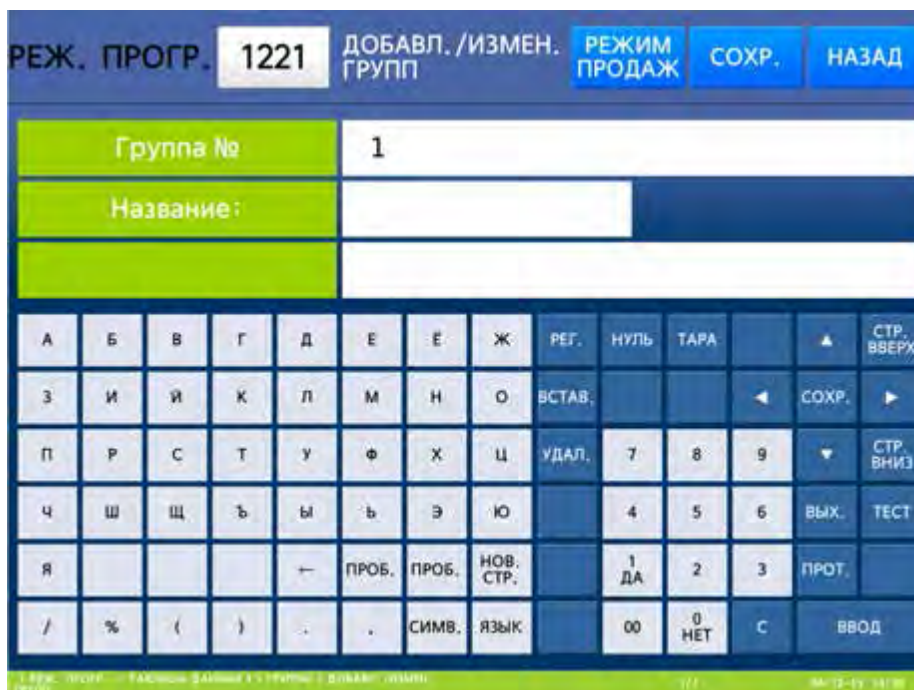 РЕЖ. ПРОГР. 1221 ДОБАВЛ./ИЗМЕН. ГРУПП РЕЖИМ ПРОДАЖ СОХР. НАЗАД
Группа № 1
Название:
А Б В Г Д Е Ё Ж РЕГ. НУЛЬ ТАРА ▲ СТР. ВВЕРХ
З И Й К Л М Н О ВСТАВ. ◄ СОХР. ►
П Р С Т У Ф Х Ц УДАЛ. 7 8 9 ▼ СТР. ВНИЗ
Ч Ш Щ Ъ Ы Ь Э Ю 4 5 6 ВЫХ. ТЕСТ
Я ← ПРОБ. ПРОБ. НОВ. СТР. 1 ДА 2 3 ПРОТ.
/ % ( ) . , СИМВ. ЯЗЫК 00 0 НЕТ C ВВОД